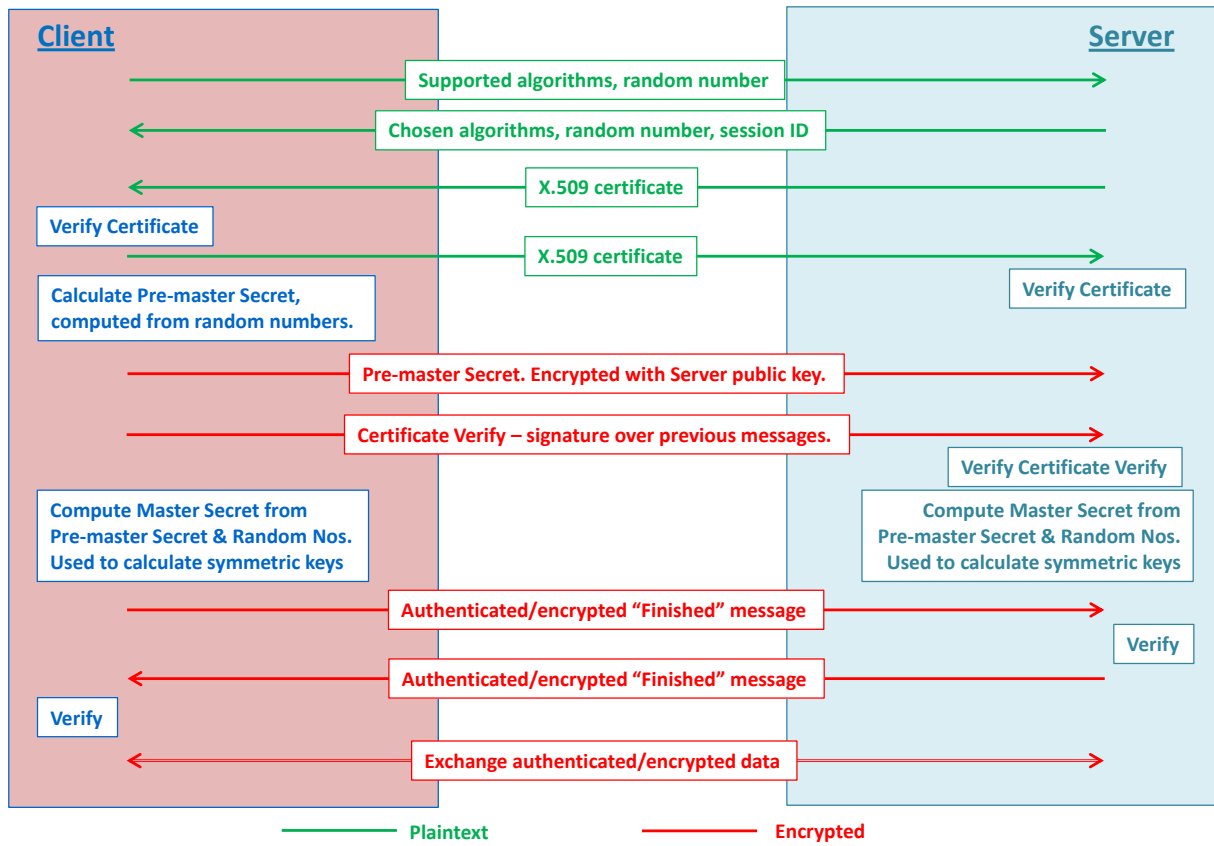 Client
Server
Supported algorithms, random number
Chosen algorithms, random number, session ID
X.509 certificate
Verify Certificate
X.509 certificate
Calculate Pre-master Secret,
computed from random numbers.
Verify Certificate
Pre-master Secret. Encrypted with Server public key.
Certificate Verify – signature over previous messages.
Verify Certificate Verify
Compute Master Secret from
Pre-master Secret & Random Nos.
Used to calculate symmetric keys
Compute Master Secret from
Pre-master Secret & Random Nos.
Used to calculate symmetric keys
Authenticated/encrypted “Finished” message
Verify
Authenticated/encrypted “Finished” message
Verify
Exchange authenticated/encrypted data
Plaintext
Encrypted